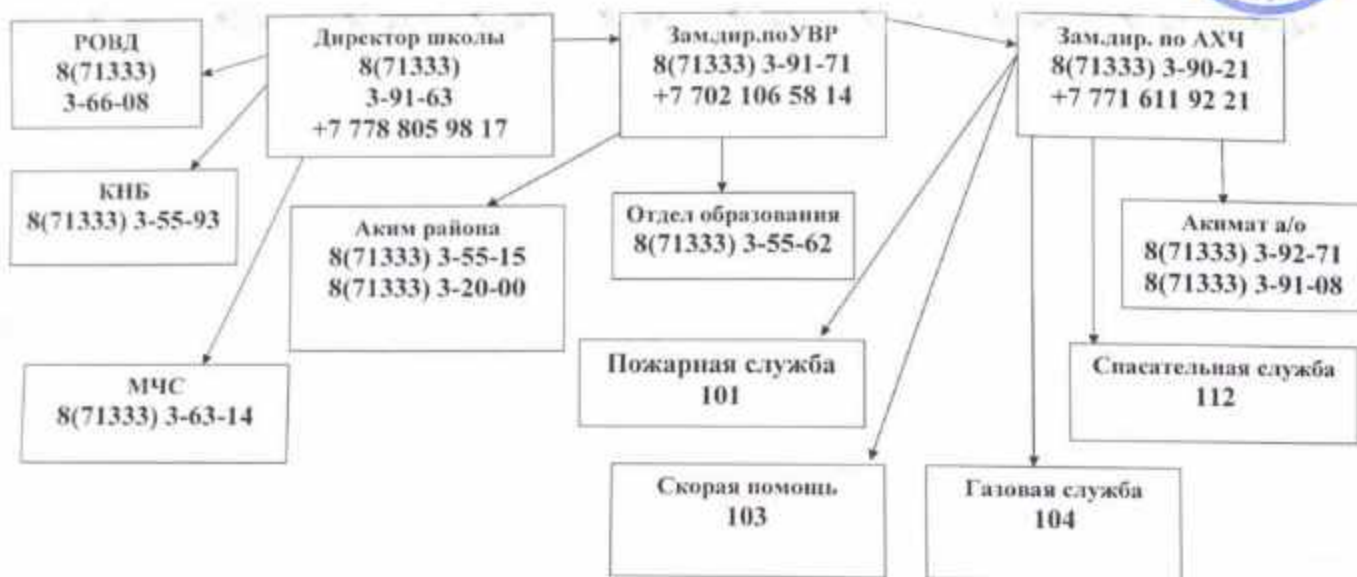 РОВД
8(71333)
3-66-08
Директор школы
8(71333)
3-91-63
+7 778 805 98 17
Зам.дир.поУВР
8(71333) 3-91-71
+7 702 106 58 14
Зам.дир. по АХЧ
8(71333) 3-90-21
+7 771 611 92 21
КНБ
8(71333) 3-55-93
Аким района
8(71333) 3-55-15
8(71333) 3-20-00
Отдел образования
8(71333) 3-55-62
Акимат а/о
8(71333) 3-92-71
8(71333) 3-91-08
МЧС
8(71333) 3-63-14
Пожарная служба
101
Спасательная служба
112
Скорая помощь
103
Газовая служба
104